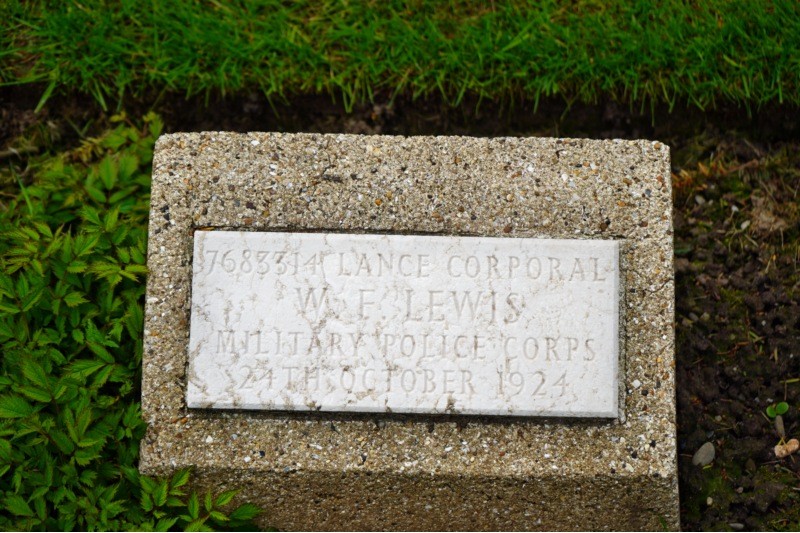 7683314 LANCE CORPORAL
W. F. LEWIS
MILITARY POLICE CORPS
24TH OCTOBER 1924